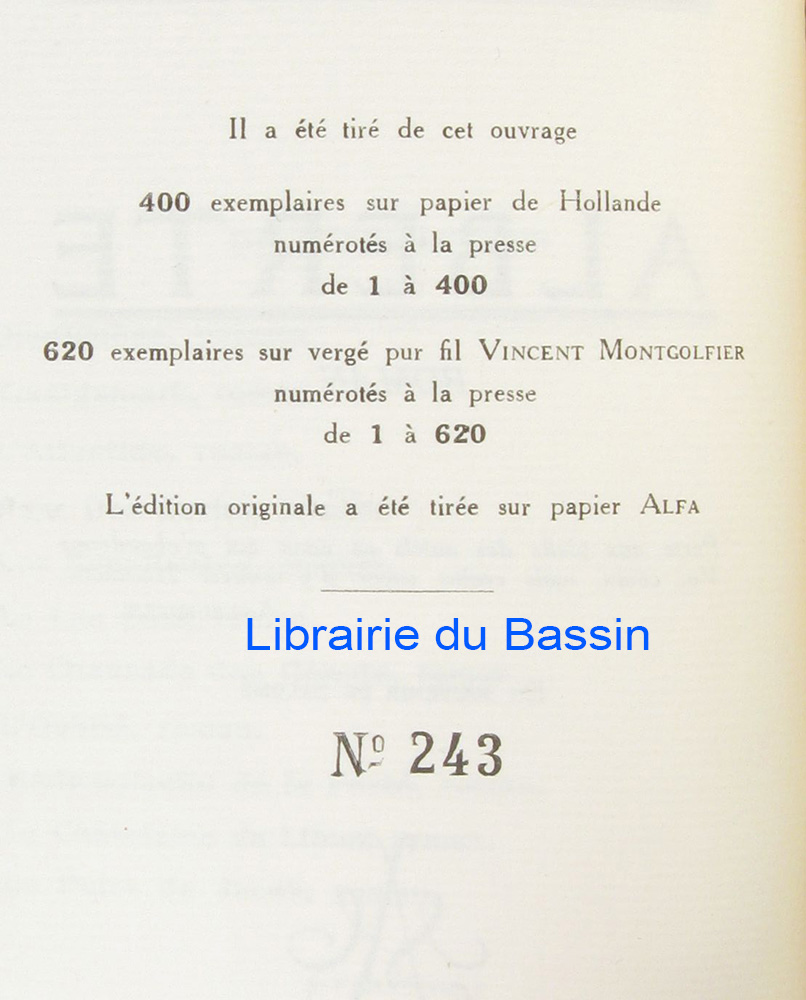 Il a été tiré de cet ouvrage
400 exemplaires sur papier de Hollande
numérotés à la presse
de 1 à 400
620 exemplaires sur vergé pur fil VINCENT MONTGOLFIER
numérotés à la presse
de 1 à 620
L'édition originale a été tirée sur papier ALFA
Librairie du Bassin
Nº 243